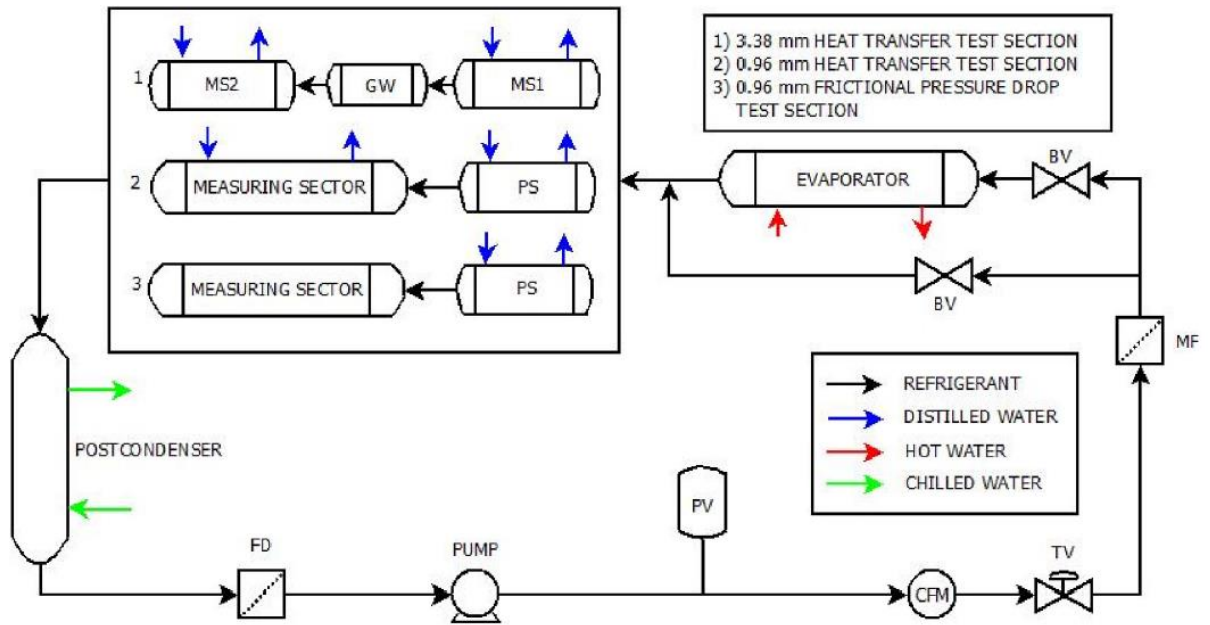 1) 3.38 mm HEAT TRANSFER TEST SECTION
2) 0.96 mm HEAT TRANSFER TEST SECTION
3) 0.96 mm FRICTIONAL PRESSURE DROP
TEST SECTION
1
MS2
GW
MS1
2
MEASURING SECTOR
PS
EVAPORATOR
BV
3
MEASURING SECTOR
PS
BV
MF
REFRIGERANT
DISTILLED WATER
HOT WATER
CHILLED WATER
POSTCONDENSER
PV
FD
PUMP
CFM
TV